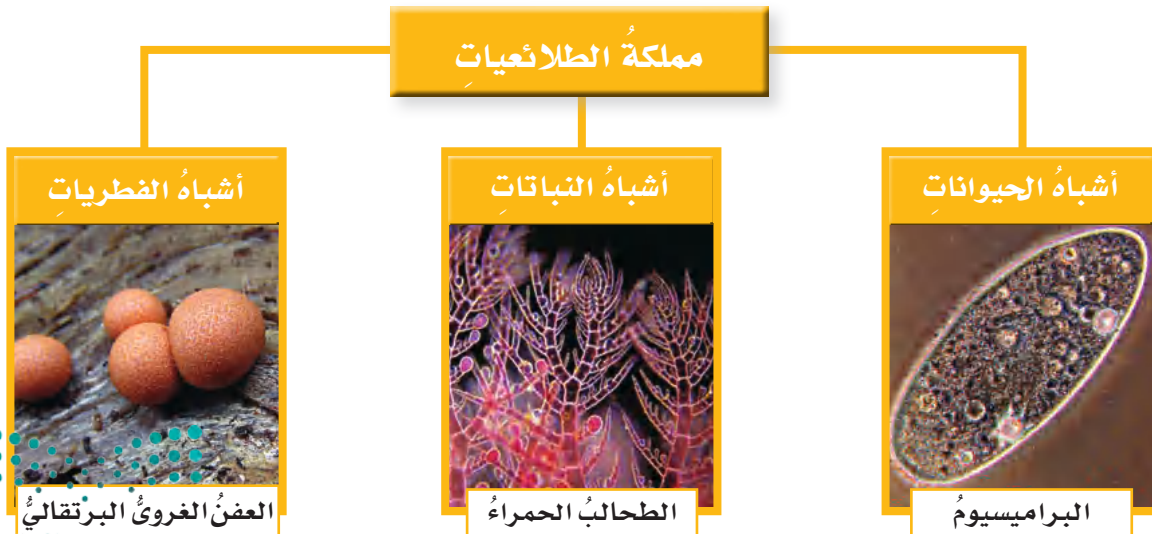 مملكةُ الطلائعياتِ
أشباهُ الحيواناتِ
أشباهُ النباتاتِ
أشباهُ الفطرياتِ
البراميسيومُ
الطحالبُ الحمراءُ
العفنُ الغرويُّ البرتقاليُّ